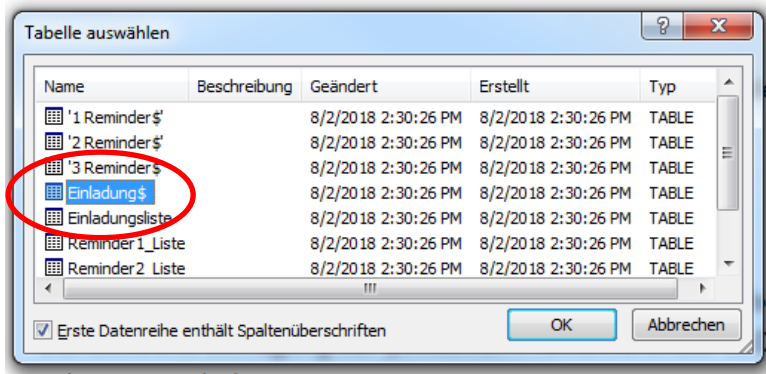 Tabelle auswählen
Name Beschreibung Geändert Erstellt Typ
'1 Reminder$' 8/2/2018 2:30:26 PM 8/2/2018 2:30:26 PM TABLE
'2 Reminder$' 8/2/2018 2:30:26 PM 8/2/2018 2:30:26 PM TABLE
'3 Reminder$' 8/2/2018 2:30:26 PM 8/2/2018 2:30:26 PM TABLE
Einladung$ 8/2/2018 2:30:26 PM 8/2/2018 2:30:26 PM TABLE
Einladungsliste 8/2/2018 2:30:26 PM 8/2/2018 2:30:26 PM TABLE
Reminder1_Liste 8/2/2018 2:30:26 PM 8/2/2018 2:30:26 PM TABLE
Reminder2_Liste 8/2/2018 2:30:26 PM 8/2/2018 2:30:26 PM TABLE
Erste Datenreihe enthält Spaltenüberschriften OK Abbrechen